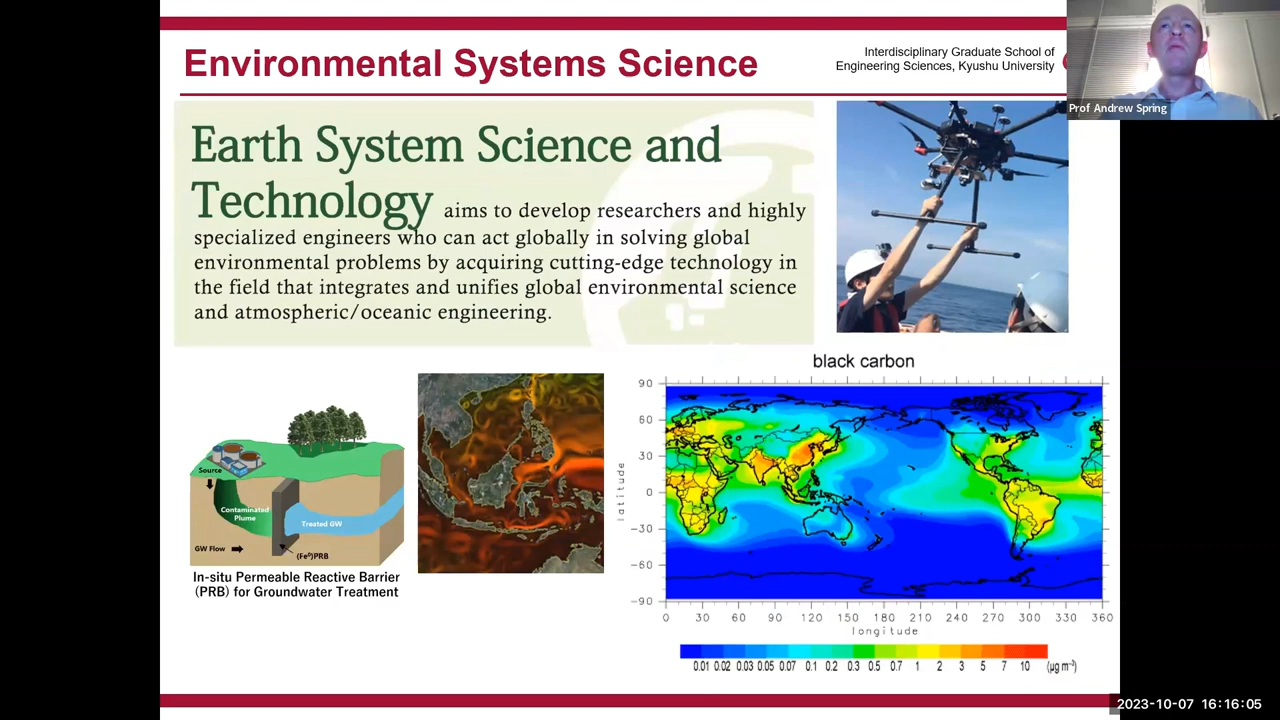 Environmental Systems Science
Interdisciplinary Graduate School of
Engineering Sciences, Kyushu University
Prof Andrew Spring
Earth System Science and
Technology aims to develop researchers and highly
specialized engineers who can act globally in solving global
environmental problems by acquiring cutting-edge technology in
the field that integrates and unifies global environmental science
and atmospheric/oceanic engineering.
Source
Contaminated
Plume
Treated GW
GW Flow
(Fe⁰)PRB
In-situ Permeable Reactive Barrier
(PRB) for Groundwater Treatment
black carbon
90
60
30
0
-30
-60
-90
latitude
0 30 60 90 120 150 180 210 240 270 300 330 360
longitude
0.01 0.02 0.03 0.05 0.07 0.1 0.2 0.3 0.5 0.7 1 2 3 5 7 10 (μg m⁻³)
2023-10-07 16:16:05